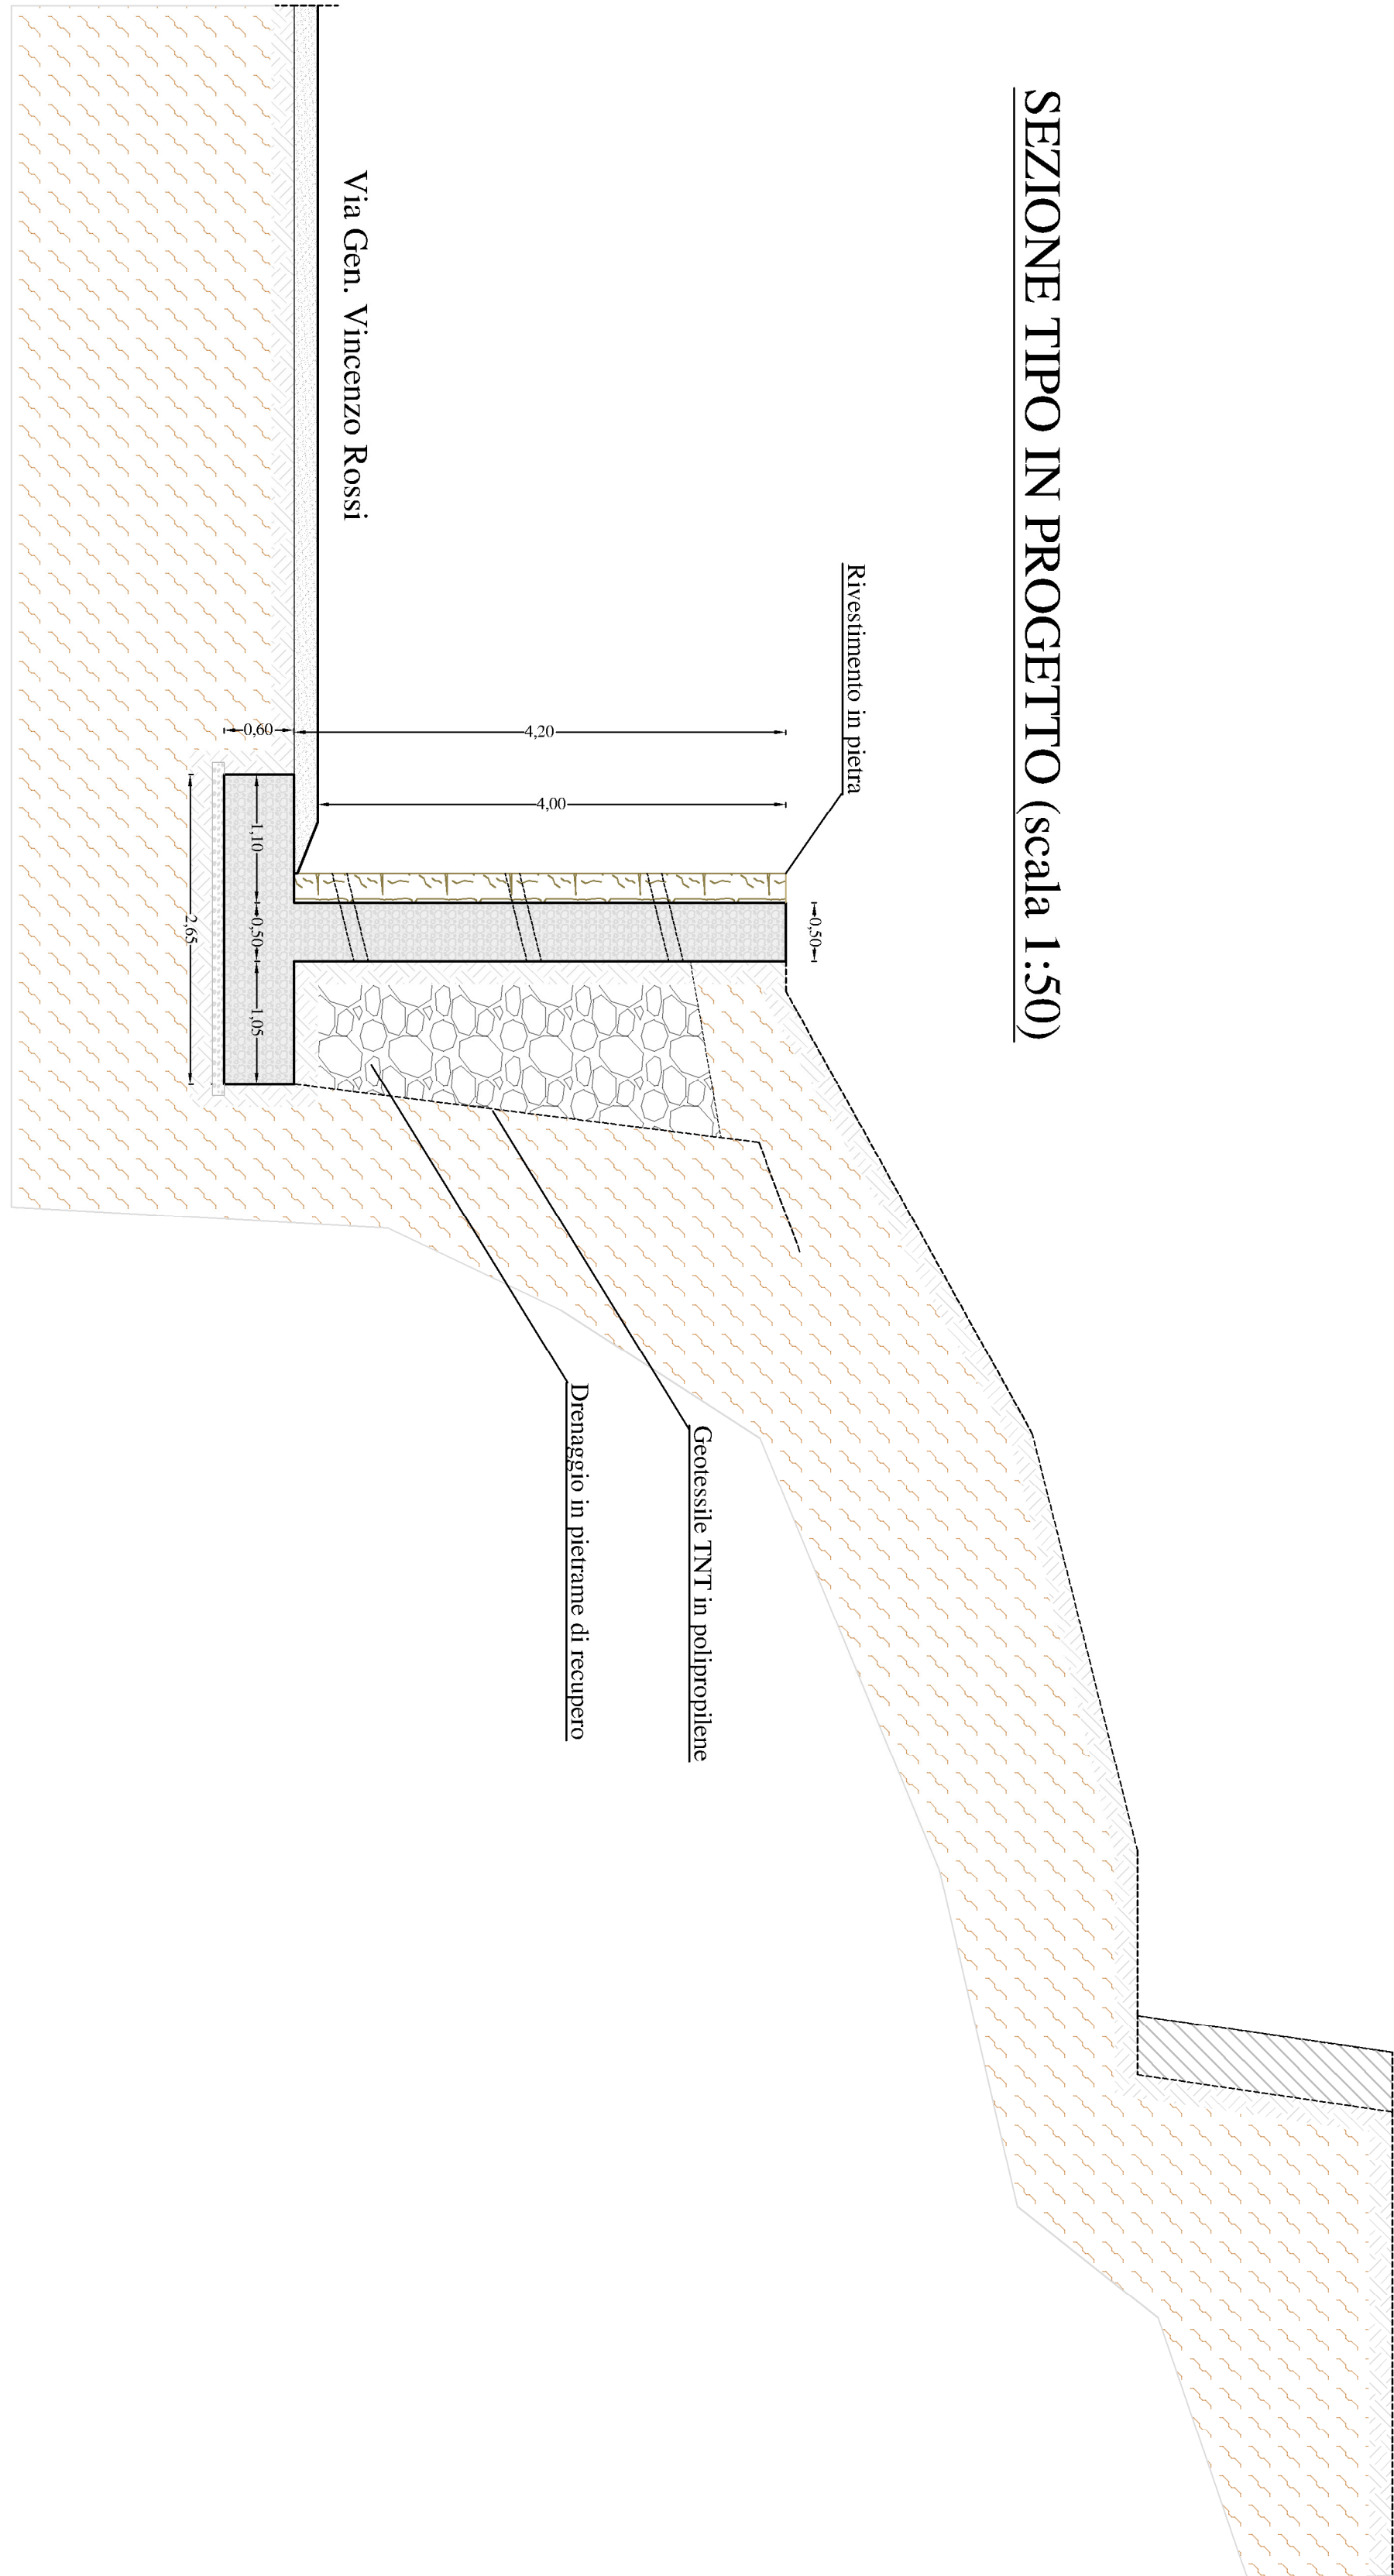 SEZIONE TIPO IN PROGETTO (scala 1:50)
Rivestimento in pietra
Via Gen. Vincenzo Rossi
0,50
4,20
4,00
0,60
1,10
0,50
1,05
2,65
Geotessile TNT in polipropilene
Drenaggio in pietrame di recupero